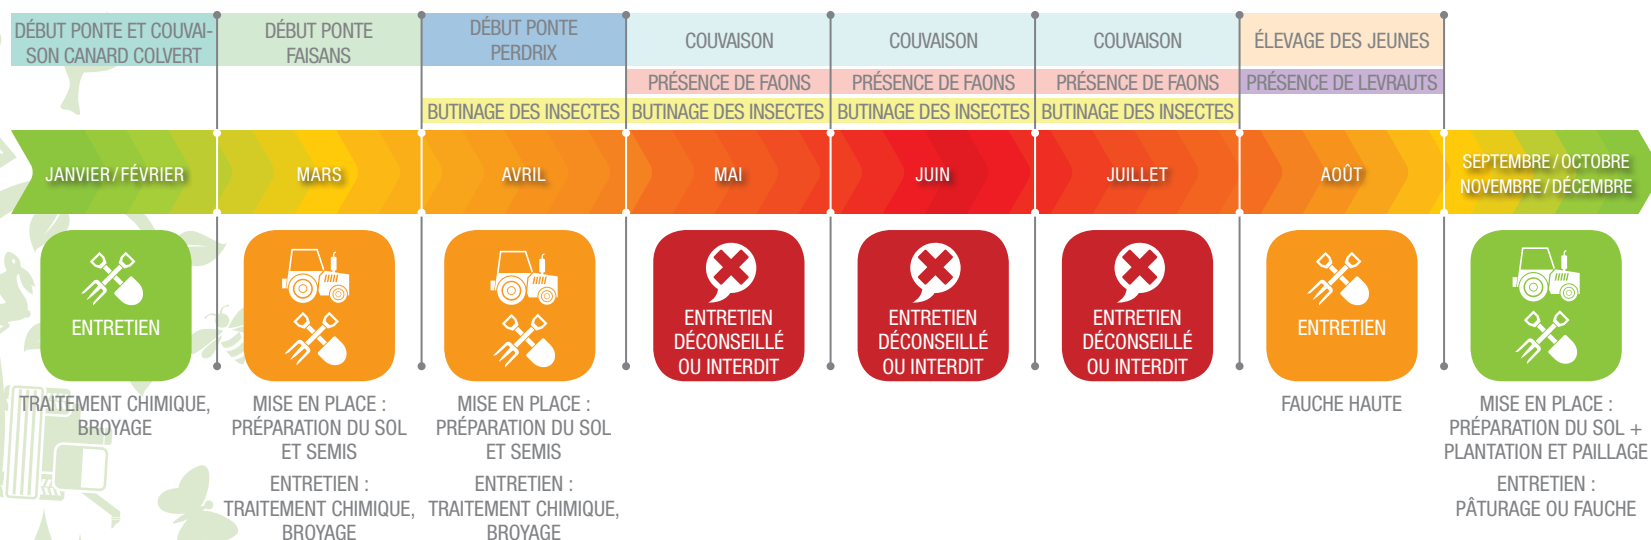 DÉBUT PONTE ET COUVAI-
SON CANARD COLVERT
DÉBUT PONTE
FAISANS
DÉBUT PONTE
PERDRIX
COUVAISON
COUVAISON
COUVAISON
ÉLEVAGE DES JEUNES
PRÉSENCE DE FAONS
PRÉSENCE DE FAONS
PRÉSENCE DE FAONS
PRÉSENCE DE LEVRAUTS
BUTINAGE DES INSECTES
BUTINAGE DES INSECTES
BUTINAGE DES INSECTES
BUTINAGE DES INSECTES
JANVIER / FÉVRIER
MARS
AVRIL
MAI
JUIN
JUILLET
AOÛT
SEPTEMBRE / OCTOBRE
NOVEMBRE / DÉCEMBRE
ENTRETIEN
ENTRETIEN
DÉCONSEILLÉ
OU INTERDIT
ENTRETIEN
DÉCONSEILLÉ
OU INTERDIT
ENTRETIEN
DÉCONSEILLÉ
OU INTERDIT
ENTRETIEN
TRAITEMENT CHIMIQUE,
BROYAGE
MISE EN PLACE :
PRÉPARATION DU SOL
ET SEMIS
ENTRETIEN :
TRAITEMENT CHIMIQUE,
BROYAGE
MISE EN PLACE :
PRÉPARATION DU SOL
ET SEMIS
ENTRETIEN :
TRAITEMENT CHIMIQUE,
BROYAGE
FAUCHE HAUTE
MISE EN PLACE :
PRÉPARATION DU SOL +
PLANTATION ET PAILLAGE
ENTRETIEN :
PÂTURAGE OU FAUCHE